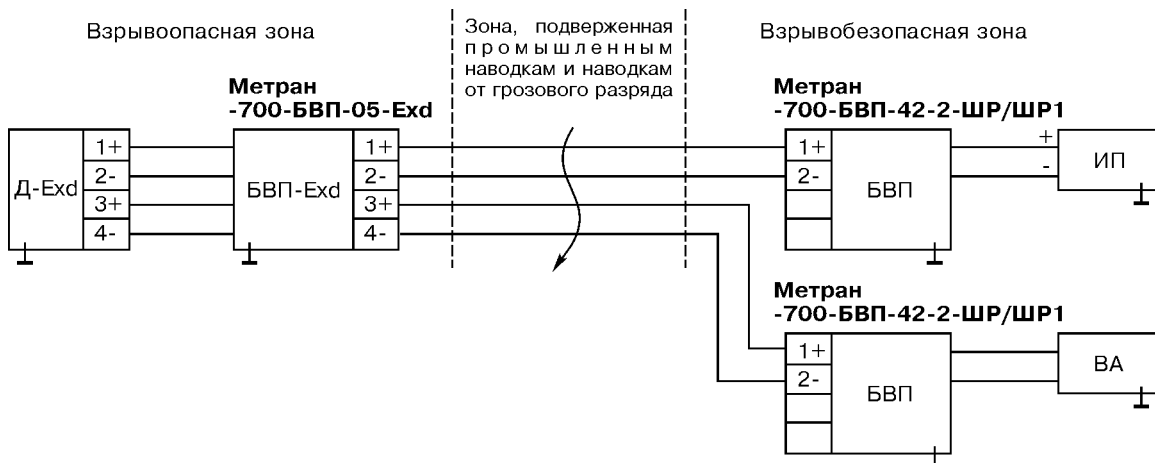 Взрывоопасная зона
Зона, подверженная
промышленным
наводкам и наводкам
от грозового разряда
Взрывобезопасная зона
Метран
-700-БВП-05-Exd
Метран
-700-БВП-42-2-ШР/ШР1
Д-Exd
1+
2-
3+
4-
БВП-Exd
1+
2-
3+
4-
1+
2-
БВП
+
-
ИП
Метран
-700-БВП-42-2-ШР/ШР1
1+
2-
БВП
ВА